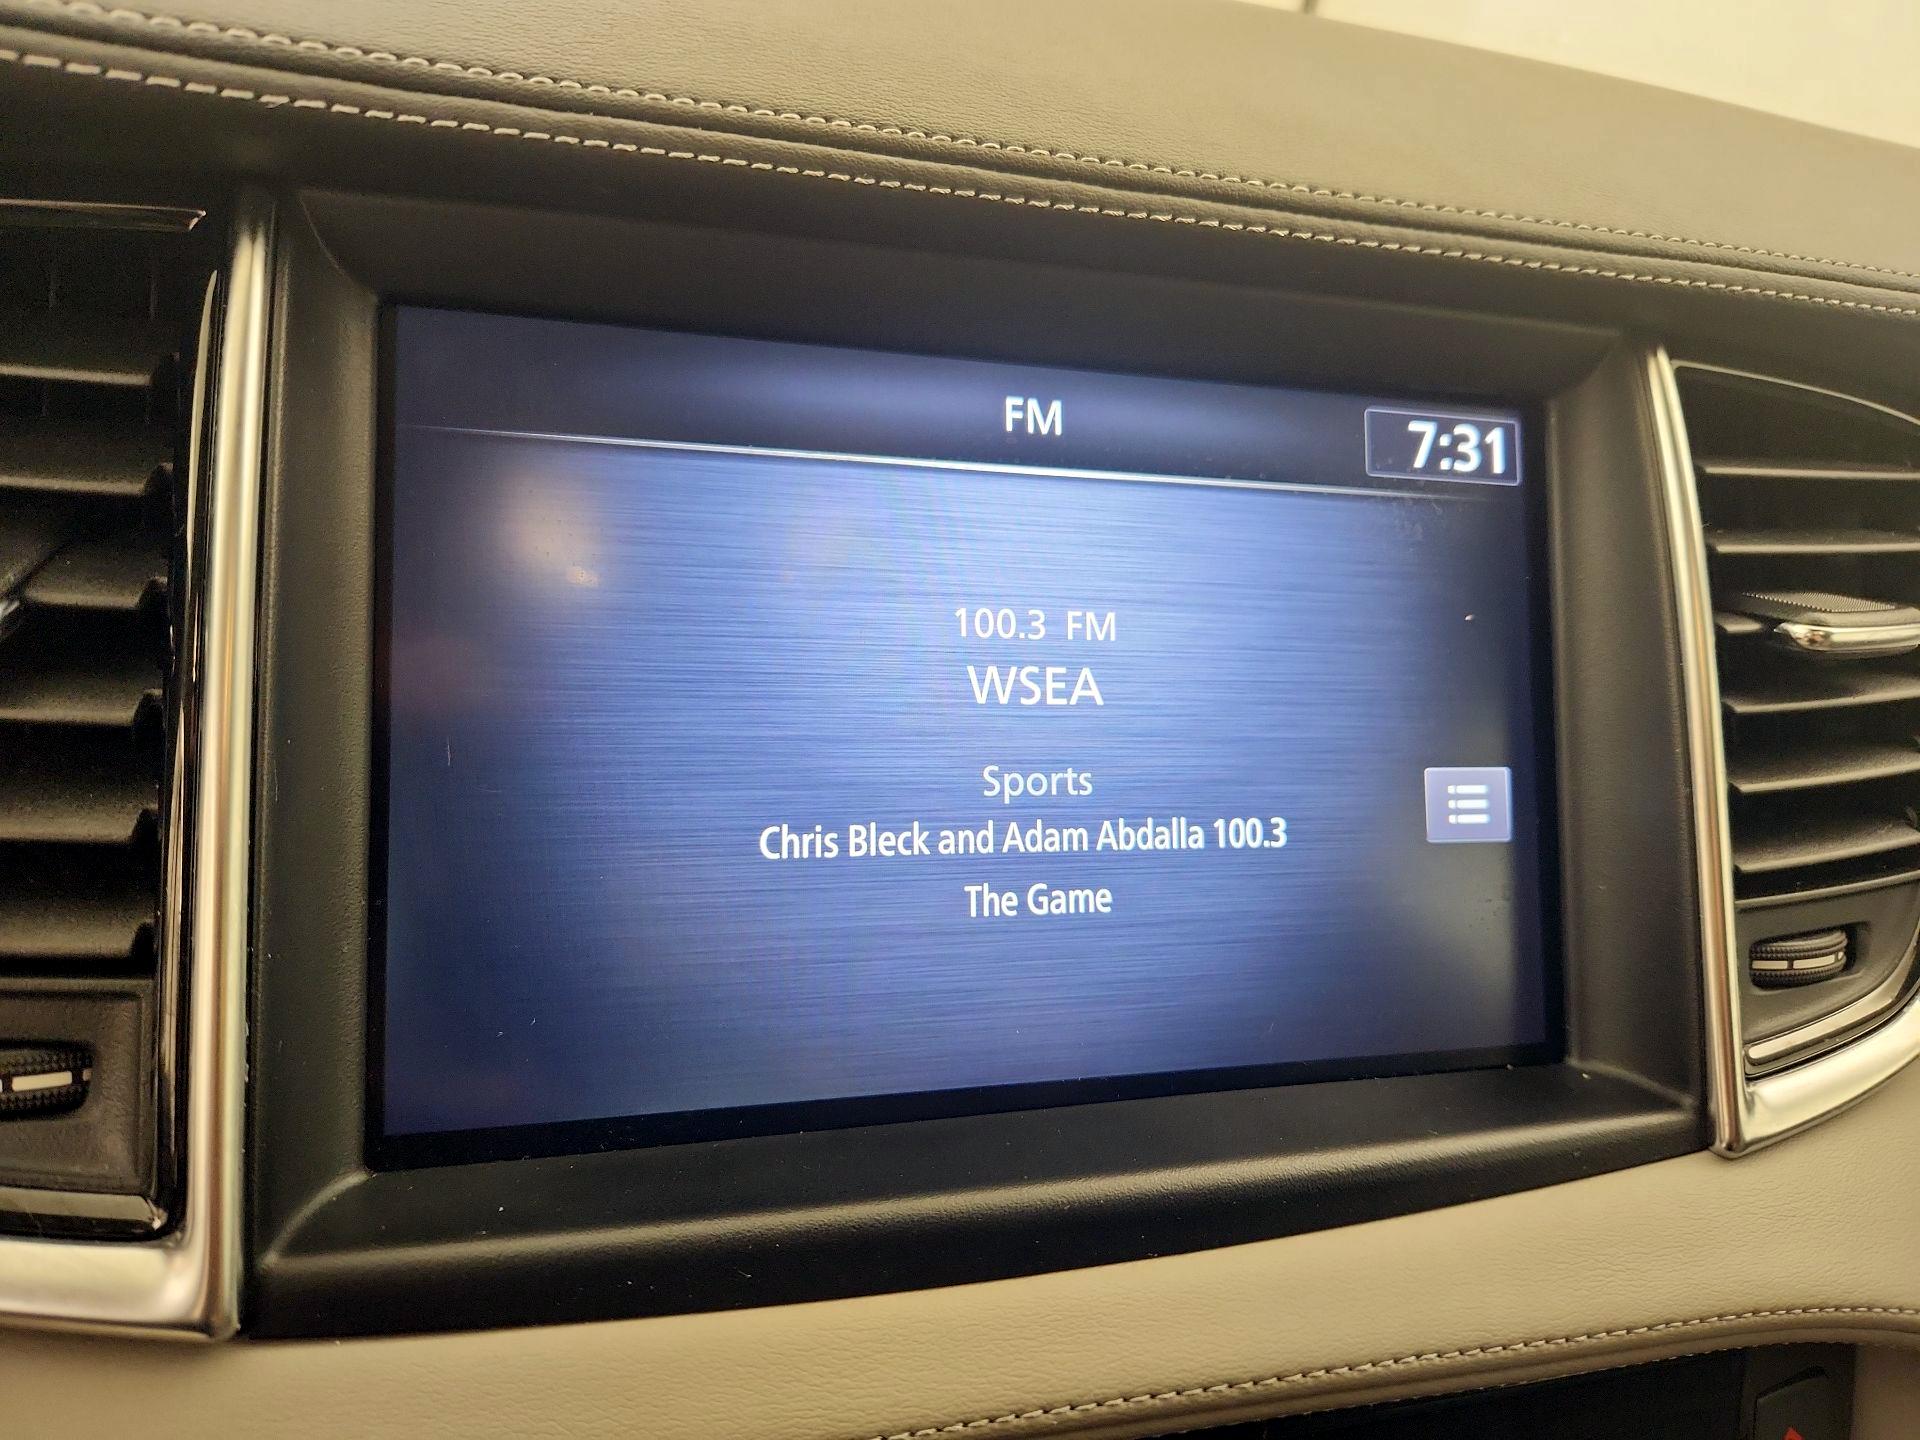 FM
7:31
100.3 FM
WSEA
Sports
Chris Bleck and Adam Abdalla 100.3
The Game